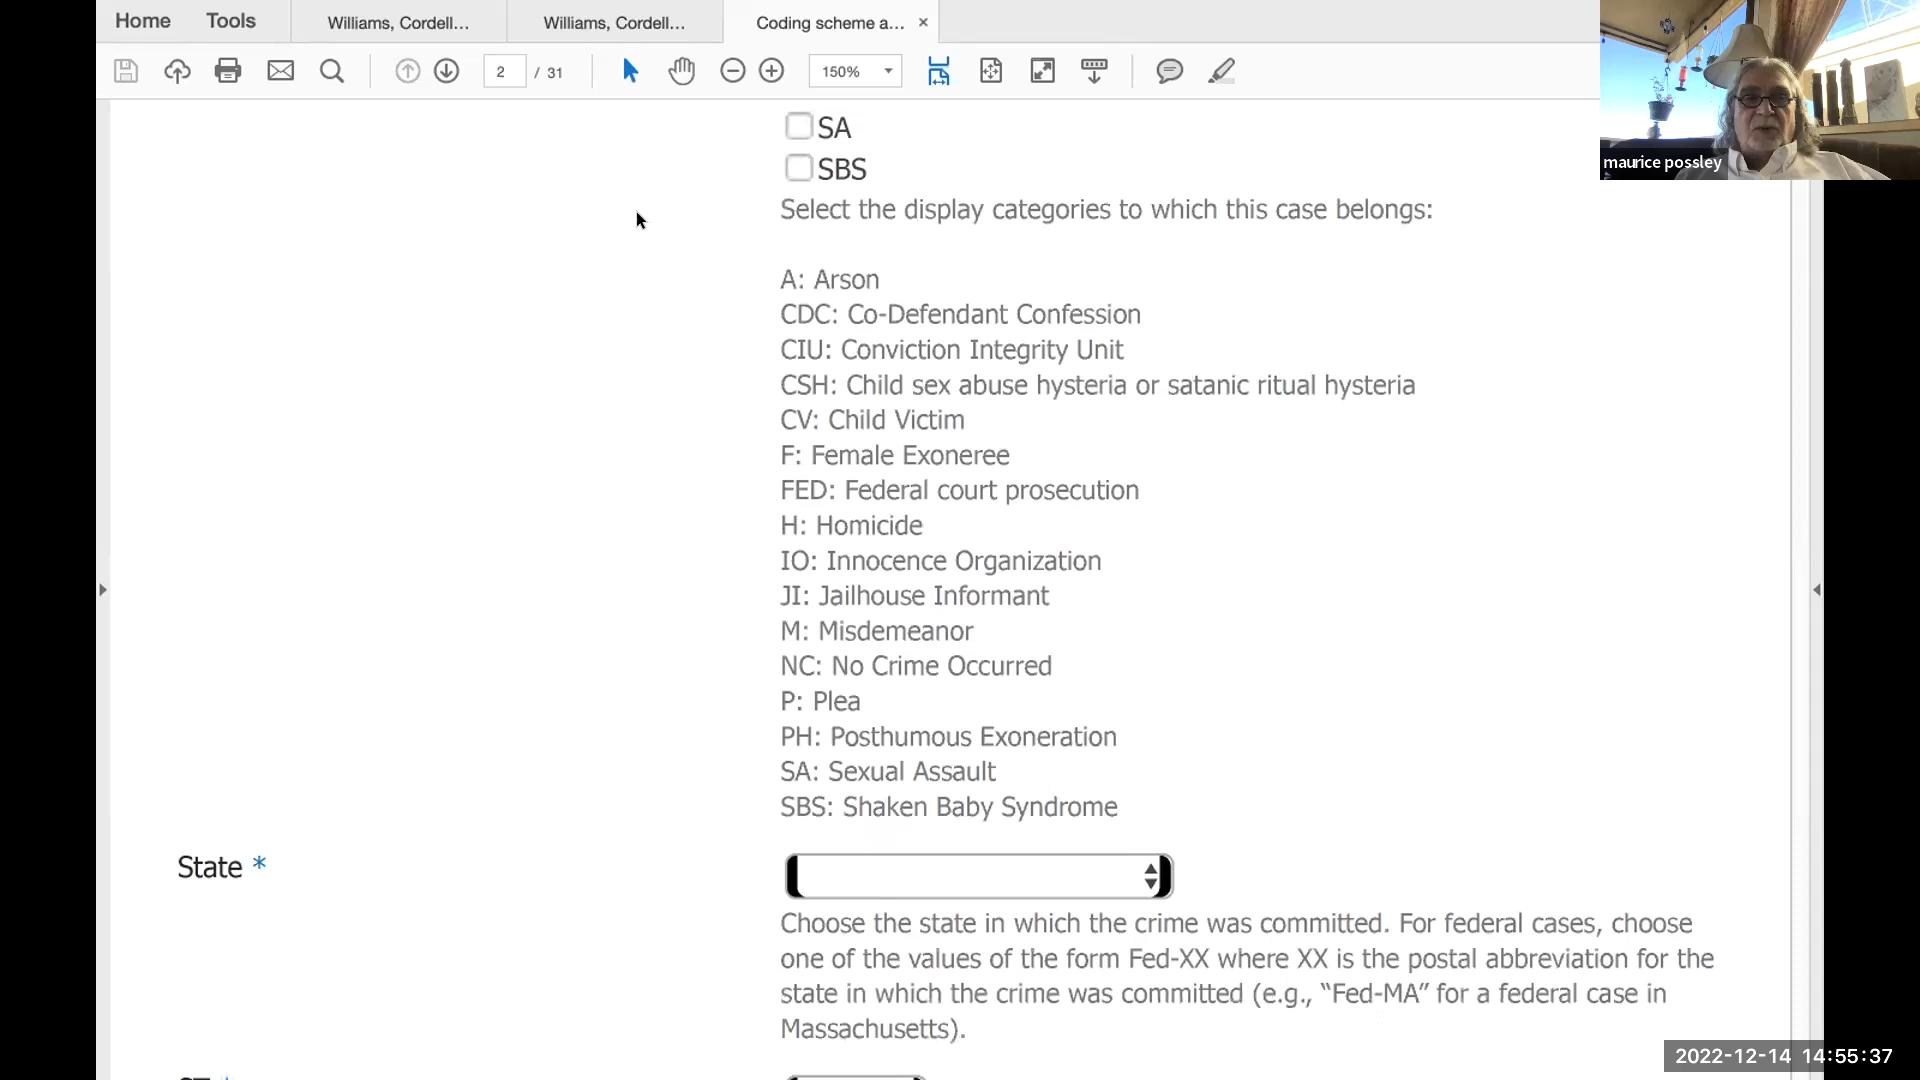 Home Tools Williams, Cordell... Williams, Cordell... Coding scheme a... ×
2 / 31 150%
SA
SBS
maurice possley
Select the display categories to which this case belongs:
A: Arson
CDC: Co-Defendant Confession
CIU: Conviction Integrity Unit
CSH: Child sex abuse hysteria or satanic ritual hysteria
CV: Child Victim
F: Female Exoneree
FED: Federal court prosecution
H: Homicide
IO: Innocence Organization
JI: Jailhouse Informant
M: Misdemeanor
NC: No Crime Occurred
P: Plea
PH: Posthumous Exoneration
SA: Sexual Assault
SBS: Shaken Baby Syndrome
State *
Choose the state in which the crime was committed. For federal cases, choose
one of the values of the form Fed-XX where XX is the postal abbreviation for the
state in which the crime was committed (e.g., “Fed-MA” for a federal case in
Massachusetts).
2022-12-14 14:55:37